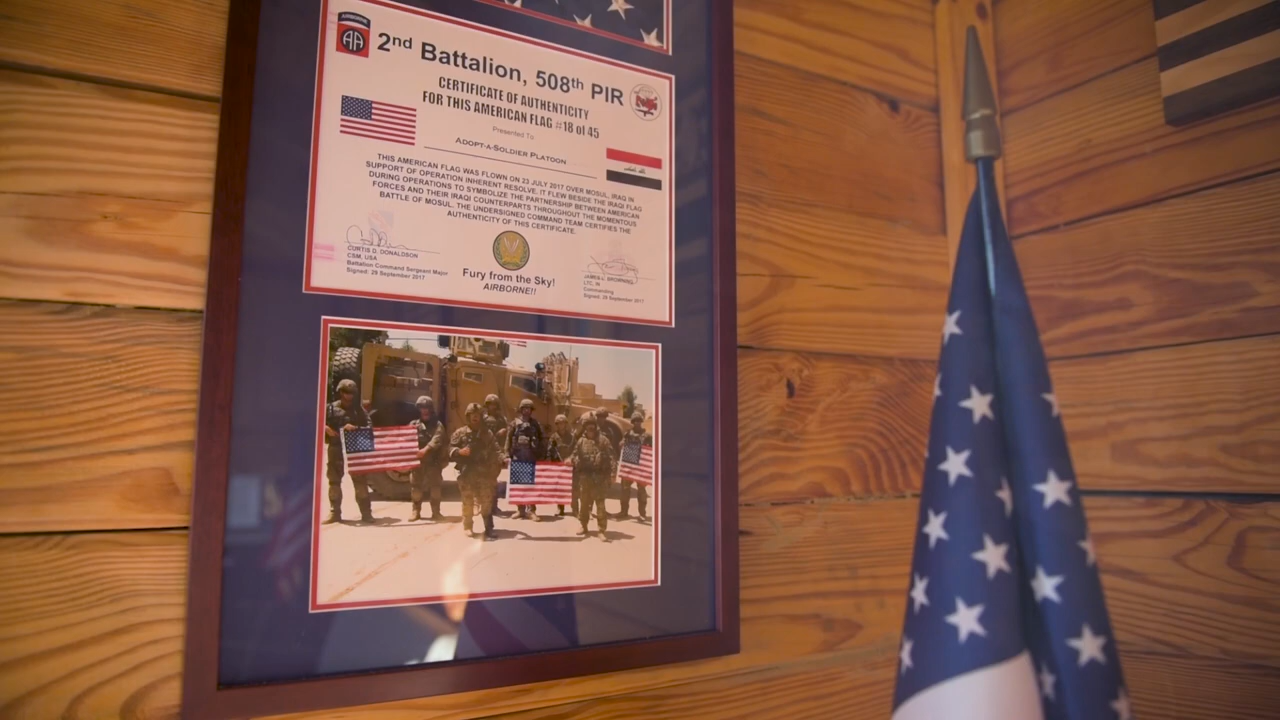 AIRBORNE
AA
2nd Battalion, 508th PIR
CERTIFICATE OF AUTHENTICITY
FOR THIS AMERICAN FLAG #18 of 45
Presented To
ADOPT-A-SOLDIER PLATOON
THIS AMERICAN FLAG WAS FLOWN ON 23 JULY 2017 OVER MOSUL, IRAQ IN
SUPPORT OF OPERATION INHERENT RESOLVE. IT FLEW BESIDE THE IRAQI FLAG
DURING OPERATIONS TO SYMBOLIZE THE PARTNERSHIP BETWEEN AMERICAN
FORCES AND THEIR IRAQI COUNTERPARTS THROUGHOUT THE MOMENTOUS
BATTLE OF MOSUL. THE UNDERSIGNED COMMAND TEAM CERTIFIES THE
AUTHENTICITY OF THIS CERTIFICATE.
CURTIS D. DONALDSON
CSM, USA
Battalion Command Sergeant Major
Signed: 29 September 2017
Fury from the Sky!
AIRBORNE!!
JAMES J. BROWNING
LTC, IN
Commanding
Signed: 29 September 2017